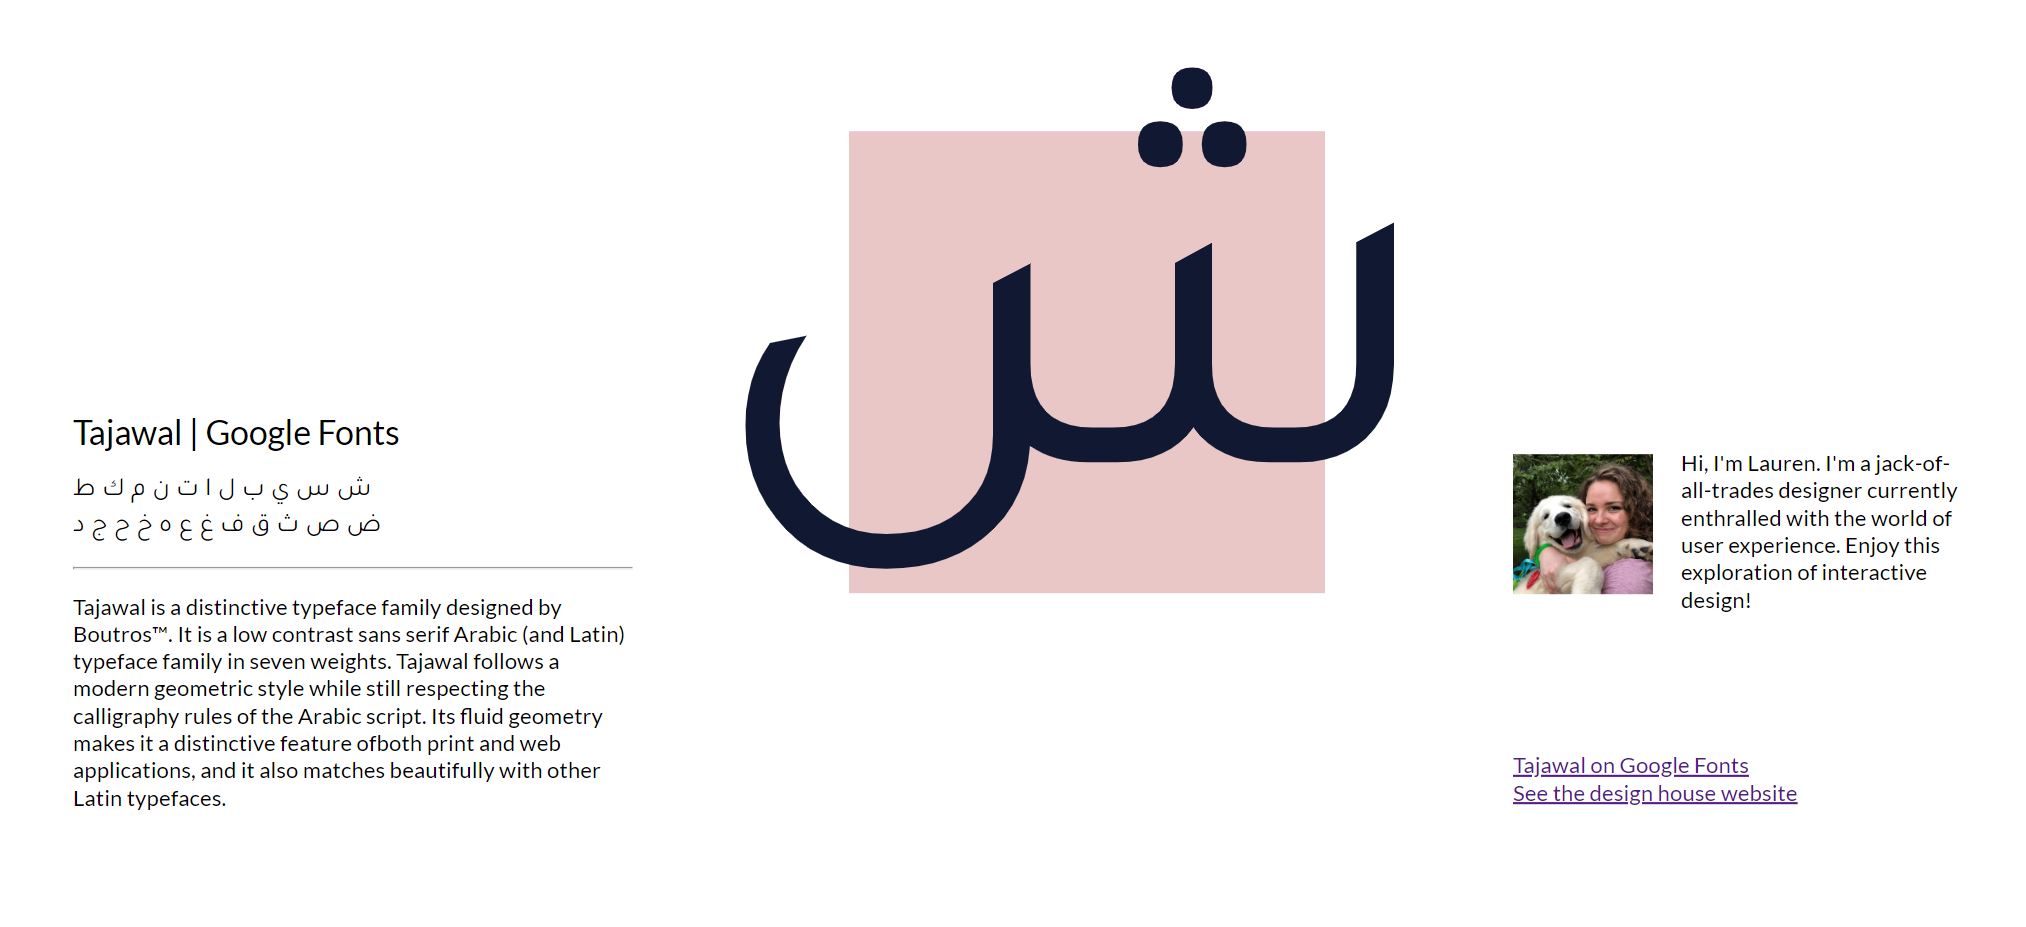 Tajawal | Google Fonts
ش س ي ب ل ا ت ن م ك ط
ض ص ث ق ف غ ع ه خ ح ج د
Tajawal is a distinctive typeface family designed by
Boutros™. It is a low contrast sans serif Arabic (and Latin)
typeface family in seven weights. Tajawal follows a
modern geometric style while still respecting the
calligraphy rules of the Arabic script. Its fluid geometry
makes it a distinctive feature ofboth print and web
applications, and it also matches beautifully with other
Latin typefaces.
ش
Hi, I'm Lauren. I'm a jack-of-
all-trades designer currently
enthralled with the world of
user experience. Enjoy this
exploration of interactive
design!
Tajawal on Google Fonts
See the design house website